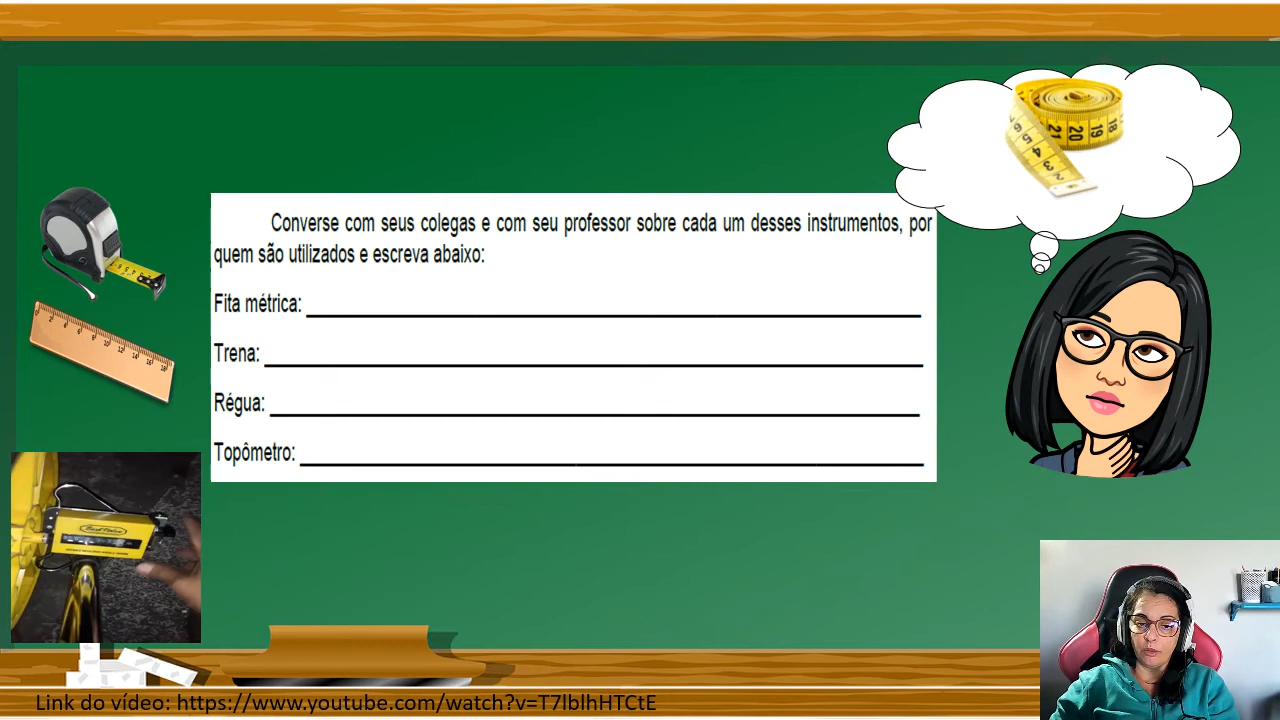 Converse com seus colegas e com seu professor sobre cada um desses instrumentos, por
quem são utilizados e escreva abaixo:
Fita métrica:
Trena:
Régua:
Topômetro:
Link do vídeo: https://www.youtube.com/watch?v=T7lblhHTCtE